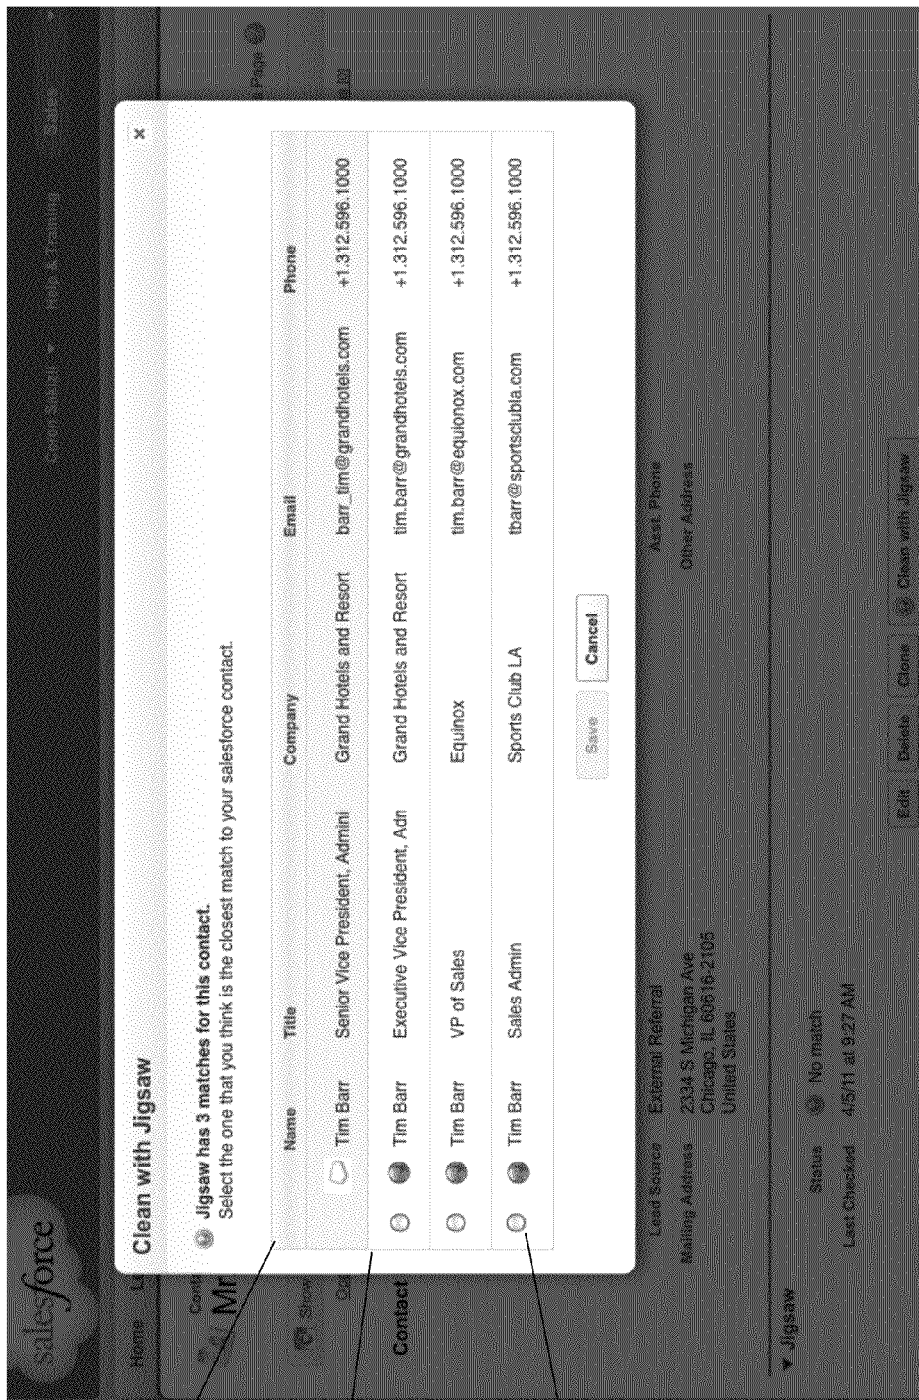 salesforce
Help & Training
Sales
Home
Page
Clean with Jigsaw
×
Jigsaw has 3 matches for this contact.
Select the one that you think is the closest match to your salesforce contact.
Name Title Company Email Phone
Tim Barr Senior Vice President, Admini Grand Hotels and Resort barr_tim@grandhotels.com +1.312.596.1000
Tim Barr Executive Vice President, Adn Grand Hotels and Resort tim.barr@grandhotels.com +1.312.596.1000
Tim Barr VP of Sales Equinox tim.barr@equionox.com +1.312.596.1000
Tim Barr Sales Admin Sports Club LA tbarr@sportsclubla.com +1.312.596.1000
Save Cancel
Conta
Mr
Show
Contact
Lead Source External Referral Asst. Phone
Mailing Address 2334 S Michigan Ave Other Address
Chicago, IL 60616-2105
United States
Jigsaw
Status No match
Last Checked 4/5/11 at 9:27 AM
Edit Delete Clone Clean with Jigsaw